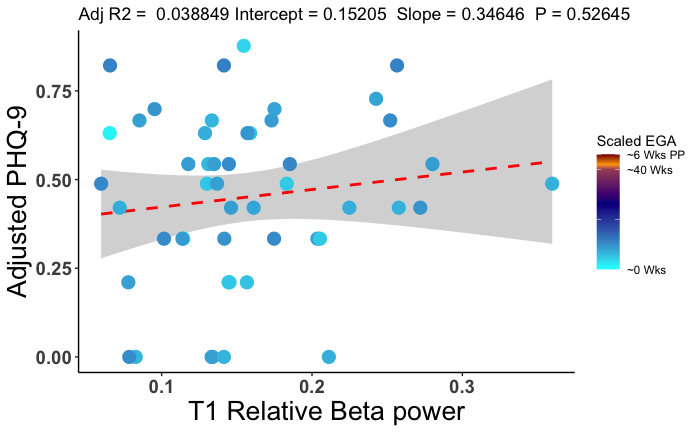 Adj R2 =  0.038849 Intercept = 0.15205  Slope = 0.34646  P = 0.52645
Adjusted PHQ-9
0.75
0.50
0.25
0.00
0.1 0.2 0.3
T1 Relative Beta power
Scaled EGA
~6 Wks PP
~40 Wks
~0 Wks